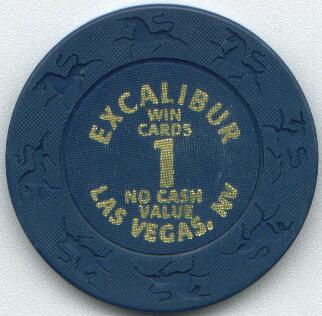 EXCALIBUR
WIN
CARDS
1
NO CASH
VALUE
LAS VEGAS, NV